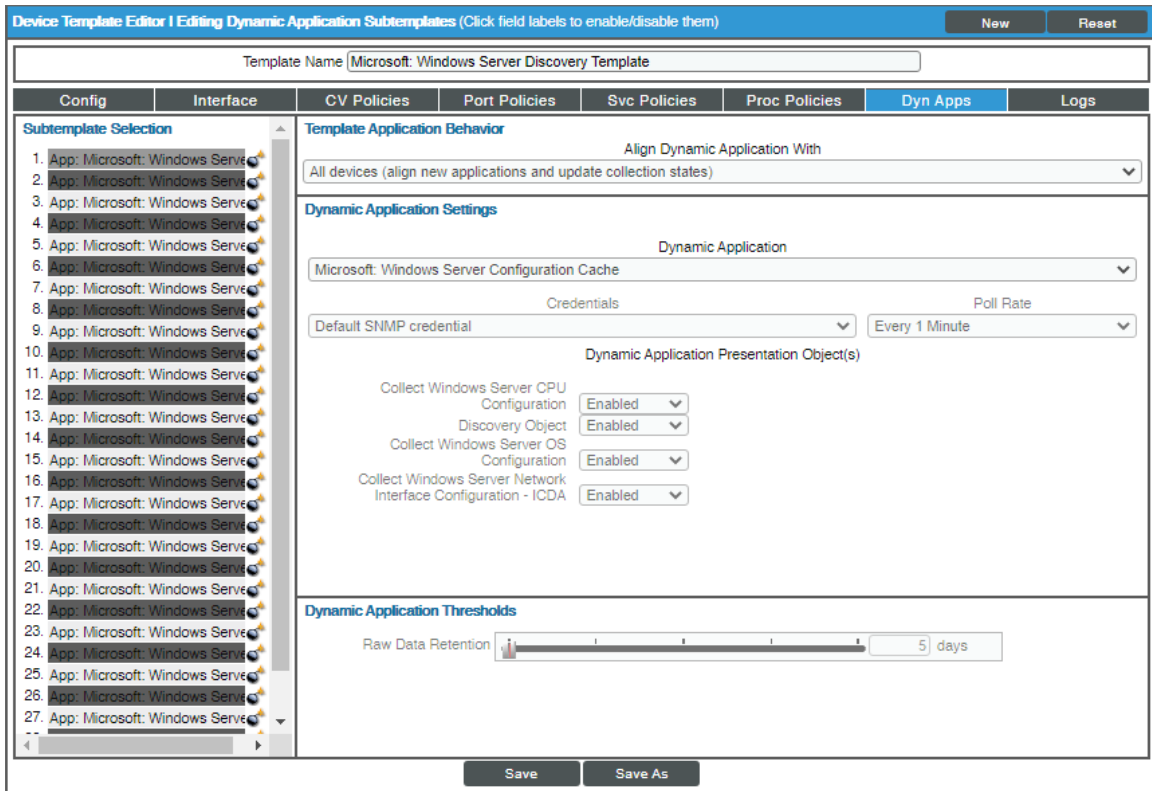 Device Template Editor | Editing Dynamic Application Subtemplates (Click field labels to enable/disable them)
New
Reset
Template Name
Microsoft: Windows Server Discovery Template
Config
Interface
CV Policies
Port Policies
Svc Policies
Proc Policies
Dyn Apps
Logs
Subtemplate Selection
1. App: Microsoft: Windows Serve
2. App: Microsoft: Windows Serve
3. App: Microsoft: Windows Serve
4. App: Microsoft: Windows Serve
5. App: Microsoft: Windows Serve
6. App: Microsoft: Windows Serve
7. App: Microsoft: Windows Serve
8. App: Microsoft: Windows Serve
9. App: Microsoft: Windows Serve
10. App: Microsoft: Windows Serve
11. App: Microsoft: Windows Serve
12. App: Microsoft: Windows Serve
13. App: Microsoft: Windows Serve
14. App: Microsoft: Windows Serve
15. App: Microsoft: Windows Serve
16. App: Microsoft: Windows Serve
17. App: Microsoft: Windows Serve
18. App: Microsoft: Windows Serve
19. App: Microsoft: Windows Serve
20. App: Microsoft: Windows Serve
21. App: Microsoft: Windows Serve
22. App: Microsoft: Windows Serve
23. App: Microsoft: Windows Serve
24. App: Microsoft: Windows Serve
25. App: Microsoft: Windows Serve
26. App: Microsoft: Windows Serve
27. App: Microsoft: Windows Serve
Template Application Behavior
Align Dynamic Application With
All devices (align new applications and update collection states)
Dynamic Application Settings
Dynamic Application
Microsoft: Windows Server Configuration Cache
Credentials
Poll Rate
Default SNMP credential
Every 1 Minute
Dynamic Application Presentation Object(s)
Collect Windows Server CPU
Configuration
Enabled
Discovery Object
Enabled
Collect Windows Server OS
Configuration
Enabled
Collect Windows Server Network
Interface Configuration - ICDA
Enabled
Dynamic Application Thresholds
Raw Data Retention
5 days
Save
Save As